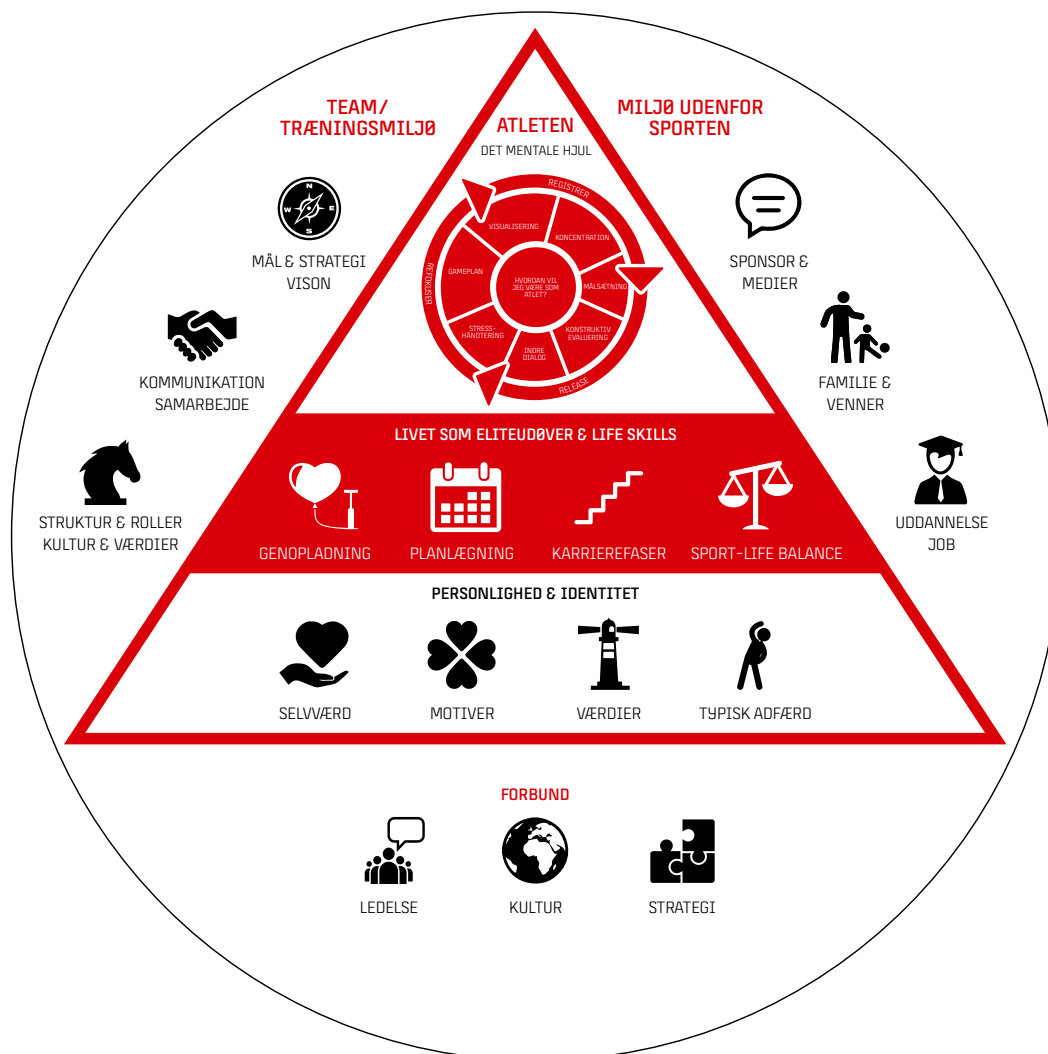 TEAM/
TRÆNINGSMILJØ
MÅL & STRATEGI
VISON
KOMMUNIKATION
SAMARBEJDE
STRUKTUR & ROLLER
KULTUR & VÆRDIER
ATLETEN
DET MENTALE HJUL
REGISTRER
RELEASE
REFOKUSER
VISUALISERING
KONCENTRATION
MÅLSÆTNING
KONSTRUKTIV
EVALUERING
INDRE
DIALOG
STRESS-
HÅNDTERING
GAMEPLAN
HVORDAN VIL
JEG VÆRE SOM
ATLET?
MILJØ UDENFOR
SPORTEN
SPONSOR &
MEDIER
FAMILIE &
VENNER
UDDANNELSE
JOB
LIVET SOM ELITEUDØVER & LIFE SKILLS
GENOPLADNING
PLANLÆGNING
KARRIEREFASER
SPORT-LIFE BALANCE
PERSONLIGHED & IDENTITET
SELVVÆRD
MOTIVER
VÆRDIER
TYPISK ADFÆRD
FORBUND
LEDELSE
KULTUR
STRATEGI
N
W
E
S